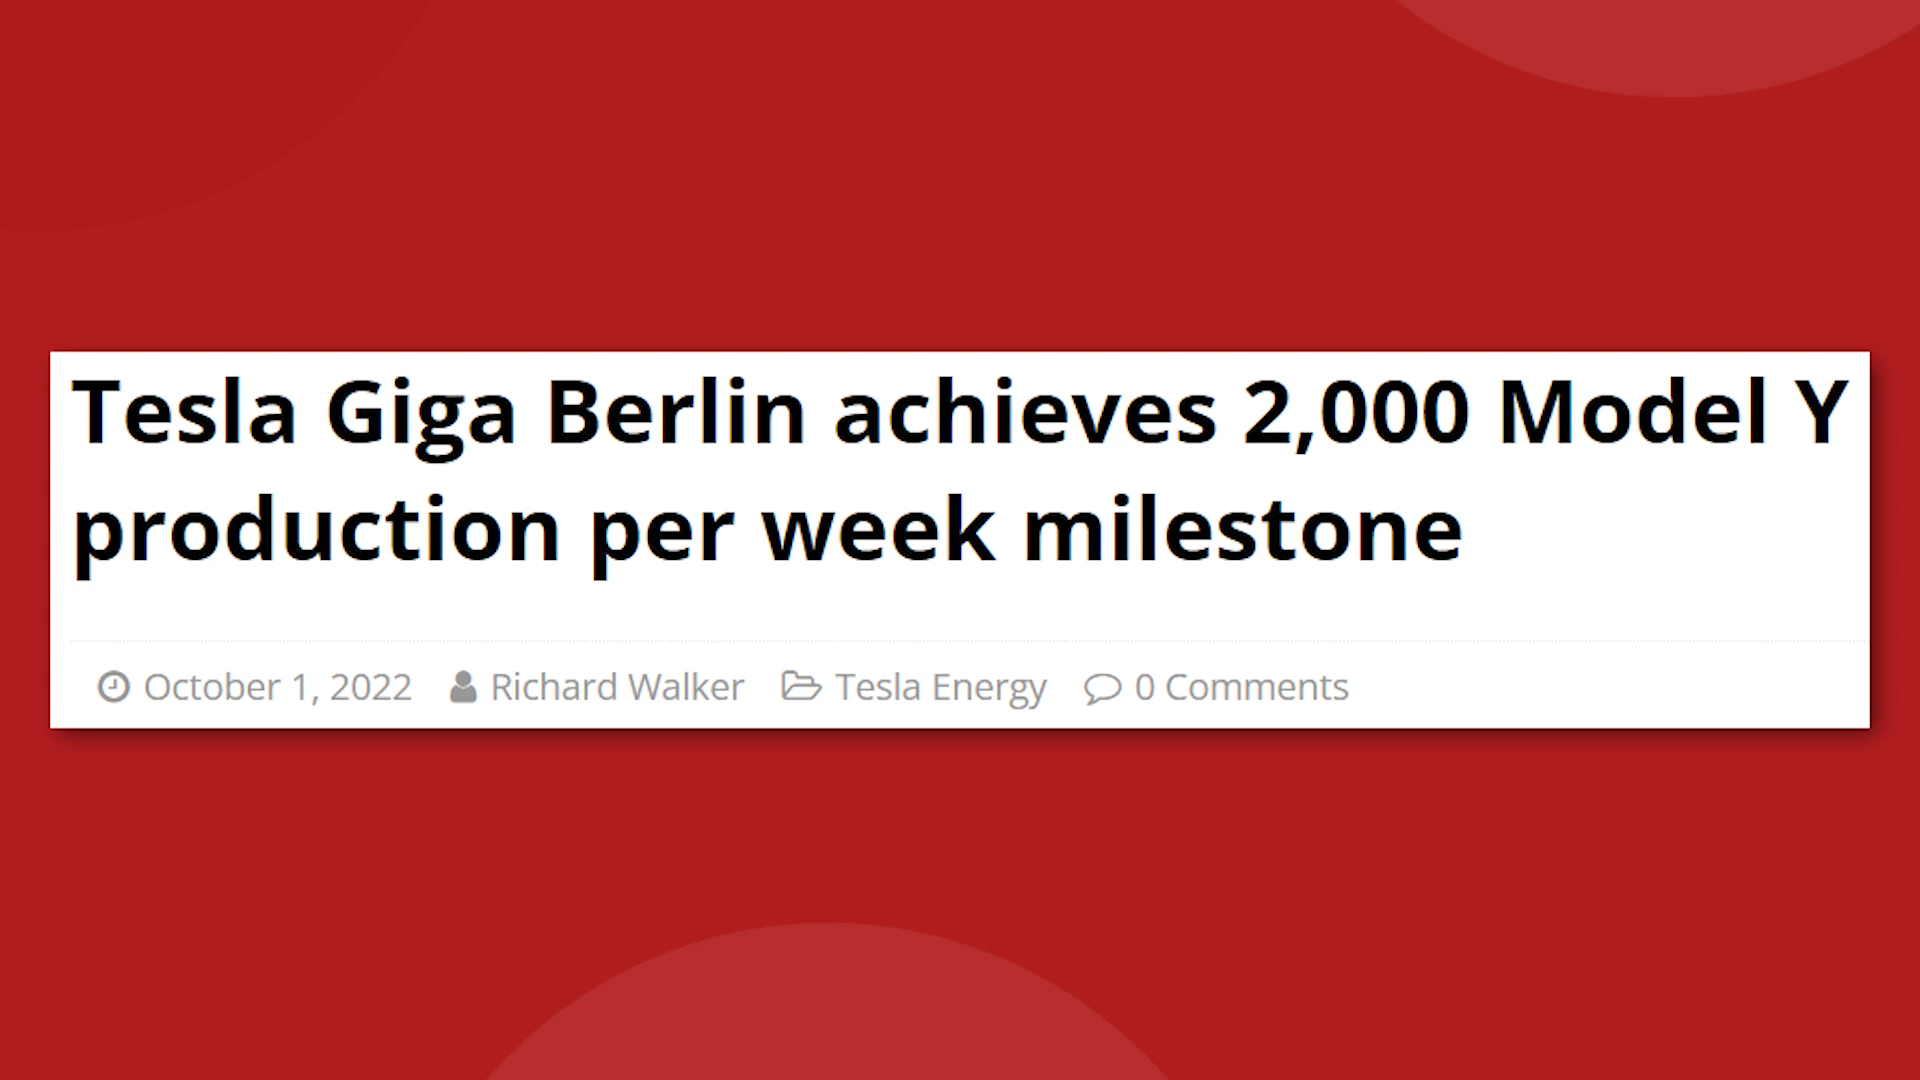 Tesla Giga Berlin achieves 2,000 Model Y
production per week milestone
October 1, 2022 Richard Walker Tesla Energy 0 Comments